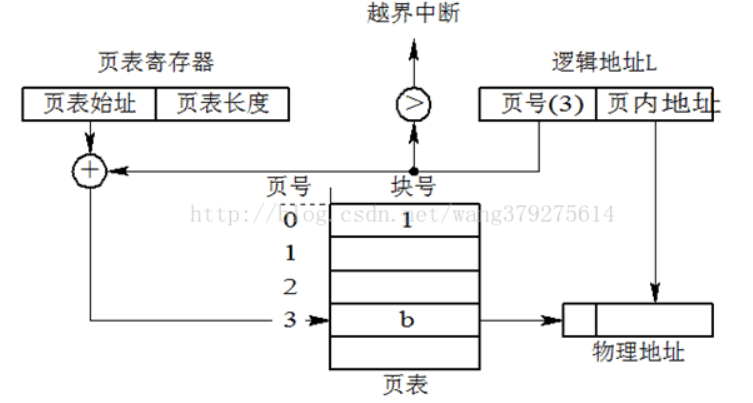 越界中断
页表寄存器
逻辑地址L
页表始址 页表长度
>
页号(3) 页内地址
+
页号 块号
http://blog.csdn.net/wang379275614
0 1
1
2
3 b
物理地址
页表